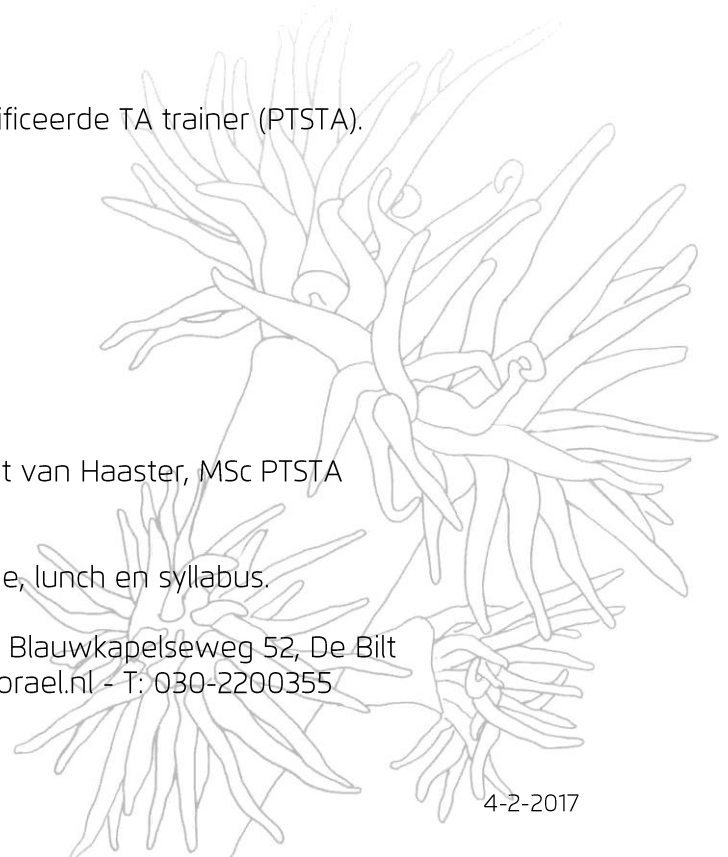 ificeerde TA trainer (PTSTA).
t van Haaster, MSc PTSTA
e, lunch en syllabus.
Blauwkapelseweg 52, De Bilt
orael.nl - T: 030-2200355
4-2-2017